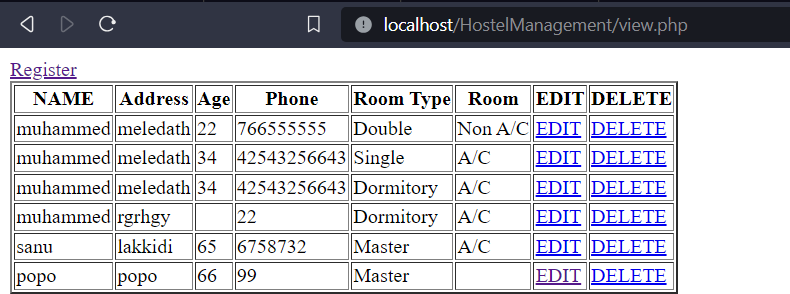 localhost/HostelManagement/view.php
Register
NAME Address Age Phone Room Type Room EDIT DELETE
muhammed meledath 22 766555555 Double Non A/C EDIT DELETE
muhammed meledath 34 42543256643 Single A/C EDIT DELETE
muhammed meledath 34 42543256643 Dormitory A/C EDIT DELETE
muhammed rgrhgy 22 Dormitory A/C EDIT DELETE
sanu lakkidi 65 6758732 Master A/C EDIT DELETE
popo popo 66 99 Master EDIT DELETE